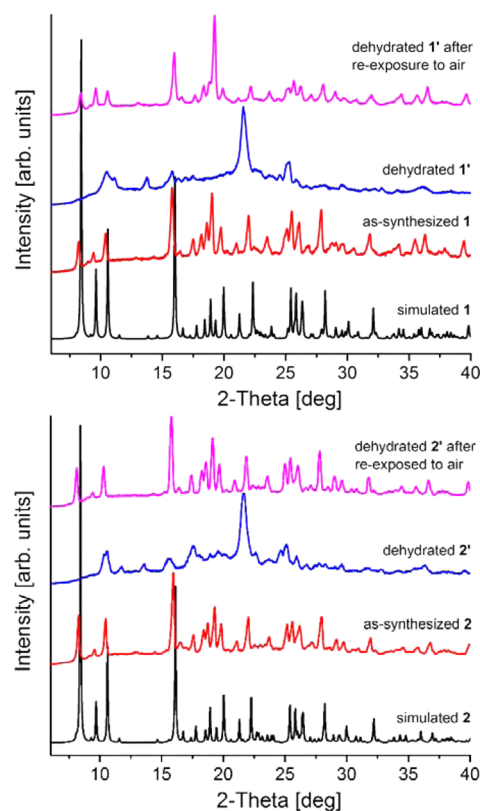 Intensity [arb. units]
dehydrated 1' after
re-exposure to air
dehydrated 1'
as-synthesized 1
simulated 1
10 15 20 25 30 35 40
2-Theta [deg]
Intensity [arb. units]
dehydrated 2' after
re-exposed to air
dehydrated 2'
as-synthesized 2
simulated 2
10 15 20 25 30 35 40
2-Theta [deg]